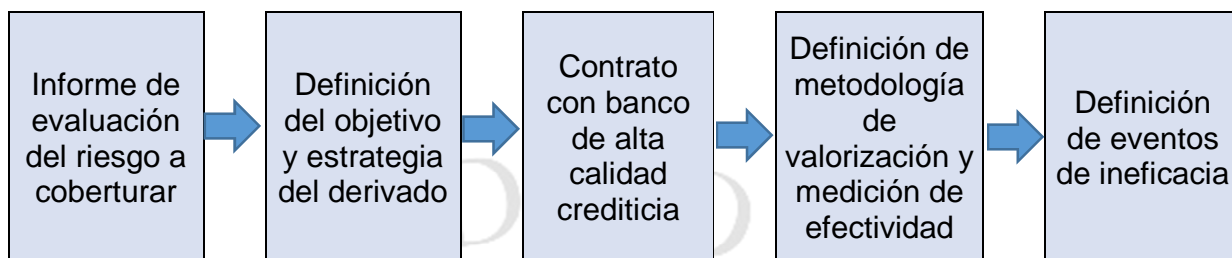 Informe de
evaluación
del riesgo a
coberturar
Definición
del objetivo
y estrategia
del derivado
Contrato
con banco
de alta
calidad
crediticia
Definición de
metodología
de
valorización y
medición de
efectividad
Definición
de eventos
de ineficacia